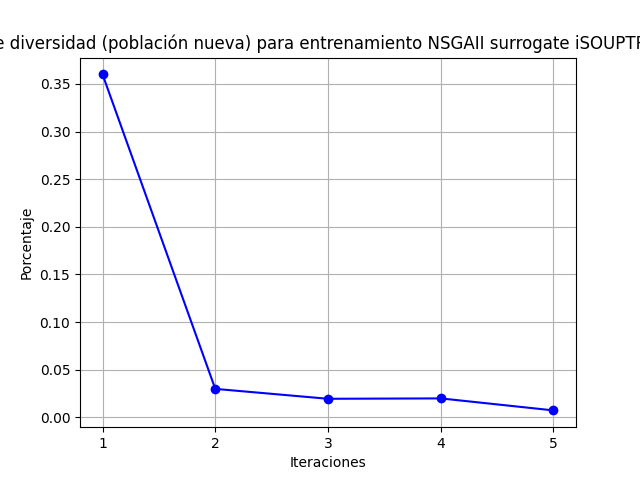 e diversidad (población nueva) para entrenamiento NSGAII surrogate iSOUPTR
0.35
0.30
0.25
0.20
0.15
0.10
0.05
0.00
Porcentaje
1 2 3 4 5
Iteraciones